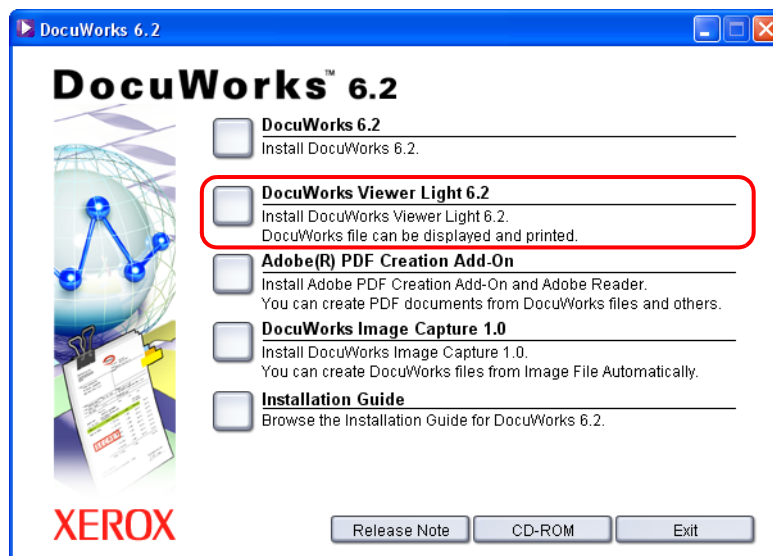 DocuWorks 6.2
DocuWorks™ 6.2
DocuWorks 6.2
Install DocuWorks 6.2.
DocuWorks Viewer Light 6.2
Install DocuWorks Viewer Light 6.2.
DocuWorks file can be displayed and printed.
Adobe(R) PDF Creation Add-On
Install Adobe PDF Creation Add-On and Adobe Reader.
You can create PDF documents from DocuWorks files and others.
DocuWorks Image Capture 1.0
Install DocuWorks Image Capture 1.0.
You can create DocuWorks files from Image File Automatically.
Installation Guide
Browse the Installation Guide for DocuWorks 6.2.
XEROX
Release Note
CD-ROM
Exit